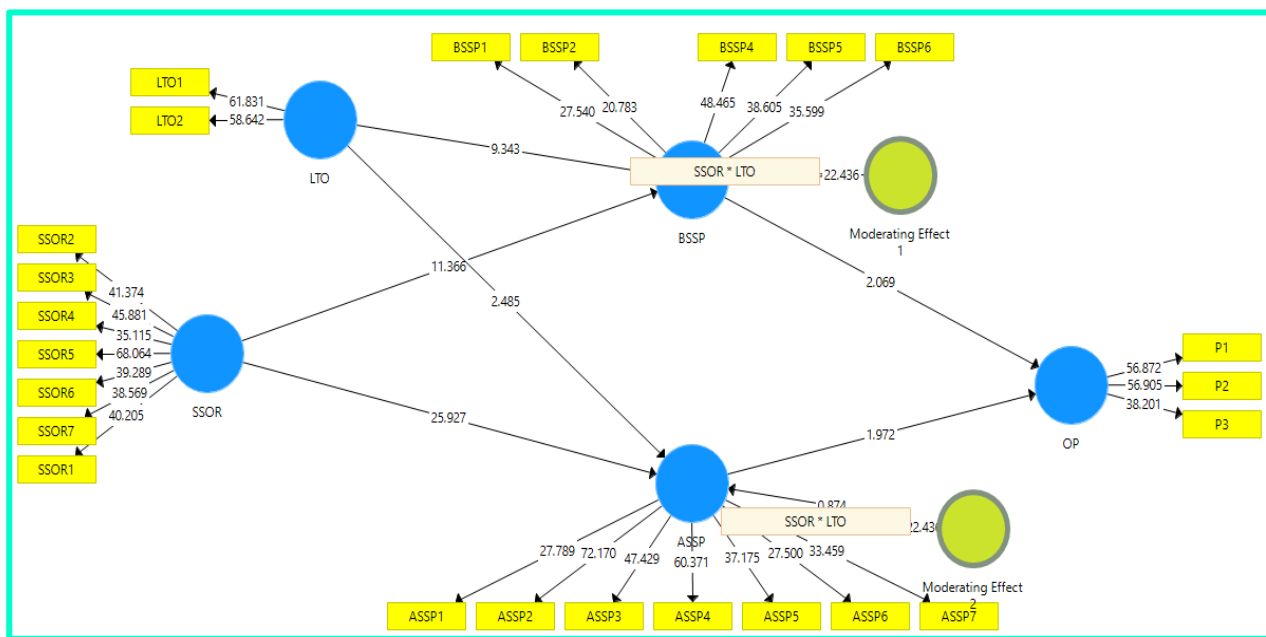 BSSP1
BSSP2
BSSP4
BSSP5
BSSP6
LTO1
LTO2
61.831
58.642
LTO
27.540
20.783
48.465
38.605
35.599
9.343
SSOR * LTO
22.436
BSSP
Moderating Effect
1
SSOR2
SSOR3
SSOR4
SSOR5
SSOR6
SSOR7
SSOR1
41.374
45.881
35.115
68.064
39.289
38.569
40.205
SSOR
11.366
2.485
2.069
25.927
1.972
56.872
56.905
38.201
P1
P2
P3
OP
0.874
SSOR * LTO
22.436
ASSP
Moderating Effect
2
27.789
72.170
47.429
60.371
37.175
27.500
33.459
ASSP1
ASSP2
ASSP3
ASSP4
ASSP5
ASSP6
ASSP7